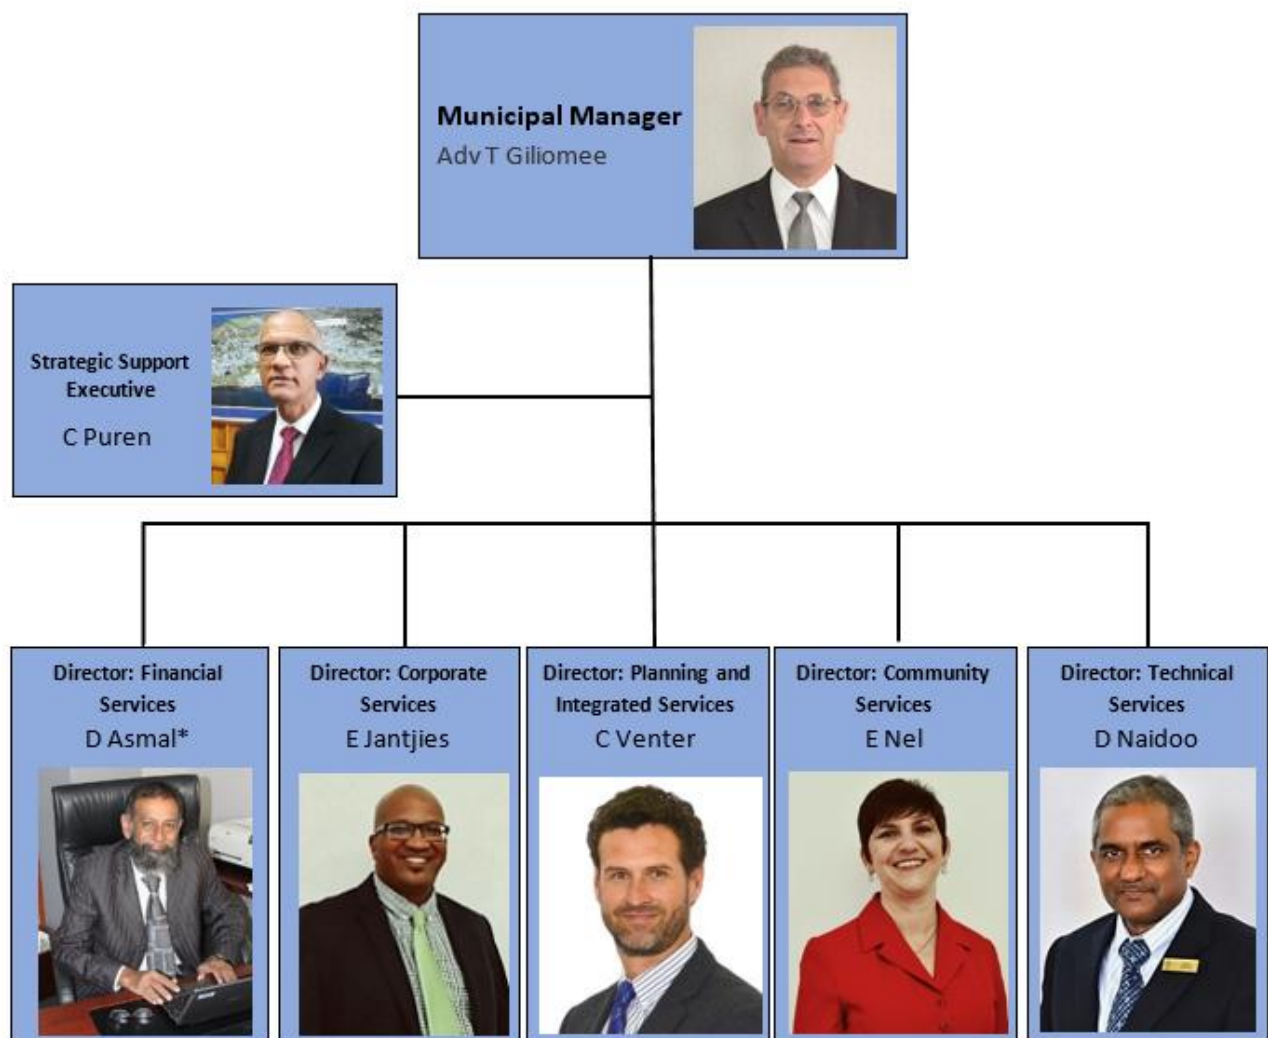 Municipal Manager
Adv T Giliomee
Strategic Support
Executive
C Puren
Director: Financial
Services
D Asmal*
Director: Corporate
Services
E Jantjies
Director: Planning and
Integrated Services
C Venter
Director: Community
Services
E Nel
Director: Technical
Services
D Naidoo